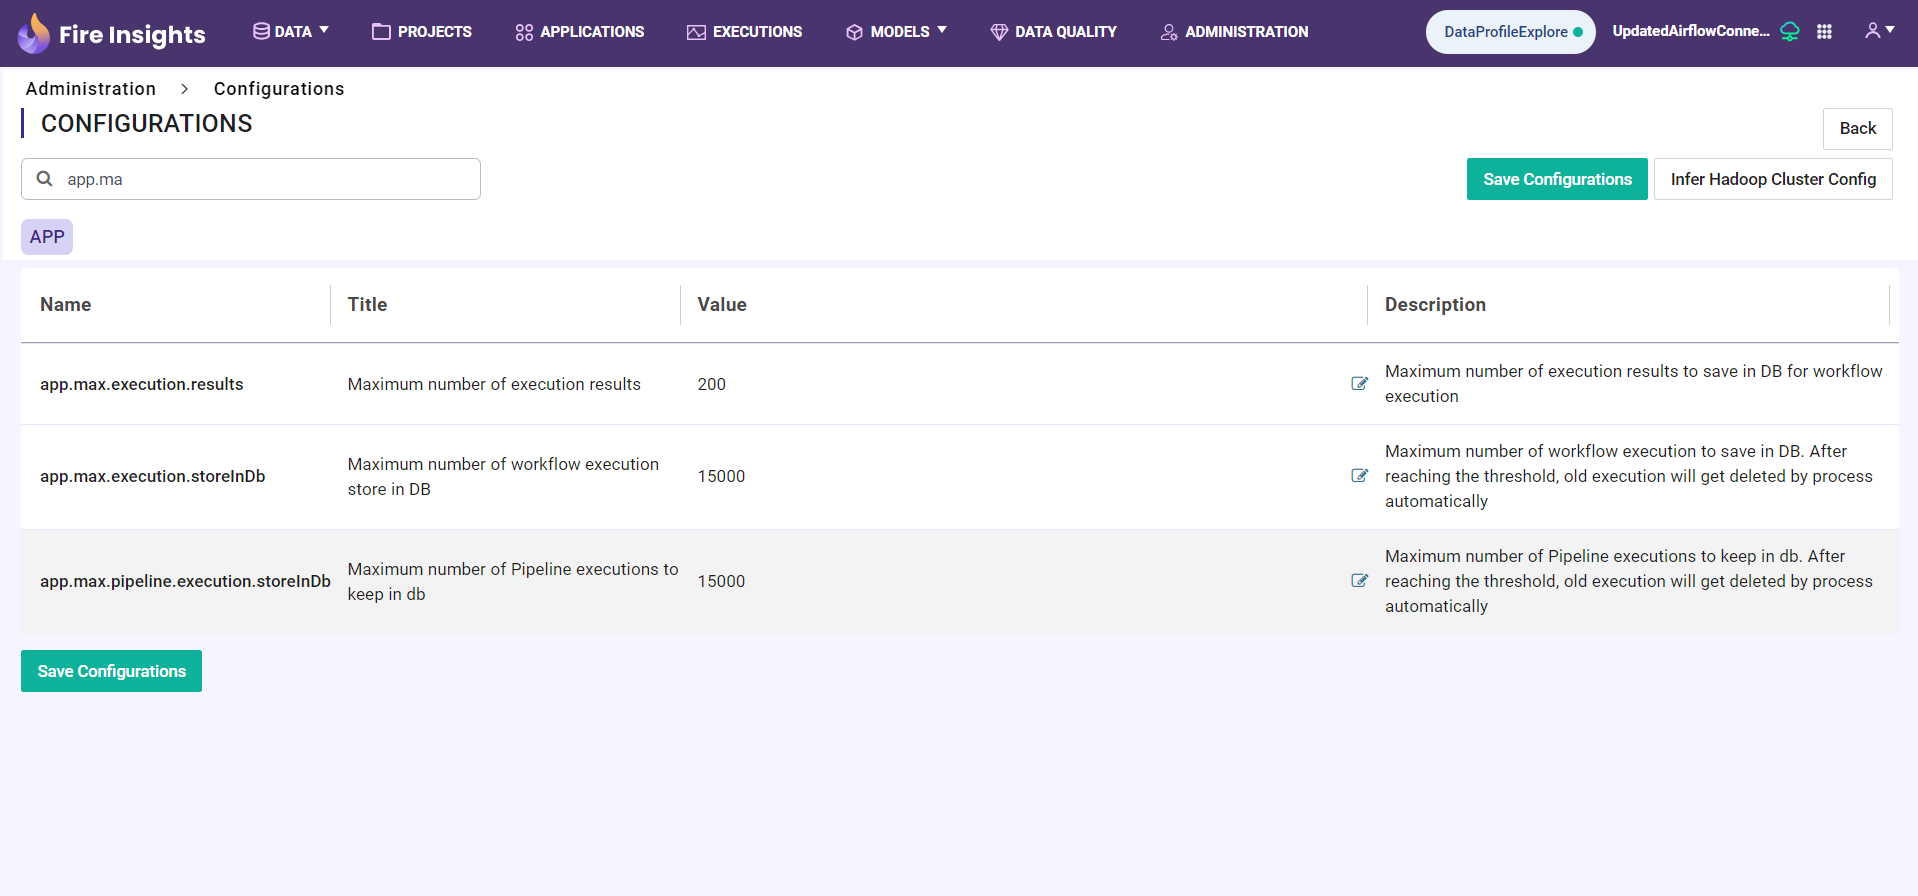 Fire Insights DATA PROJECTS APPLICATIONS EXECUTIONS MODELS DATA QUALITY ADMINISTRATION DataProfileExplore UpdatedAirflowConne...
Administration > Configurations
CONFIGURATIONS
Back
app.ma
Save Configurations Infer Hadoop Cluster Config
APP
Name Title Value Description
app.max.execution.results Maximum number of execution results 200 Maximum number of execution results to save in DB for workflow
execution
app.max.execution.storeInDb Maximum number of workflow execution
store in DB
15000
Maximum number of workflow execution to save in DB. After
reaching the threshold, old execution will get deleted by process
automatically
app.max.pipeline.execution.storeInDb Maximum number of Pipeline executions to
keep in db
15000
Maximum number of Pipeline executions to keep in db. After
reaching the threshold, old execution will get deleted by process
automatically
Save Configurations